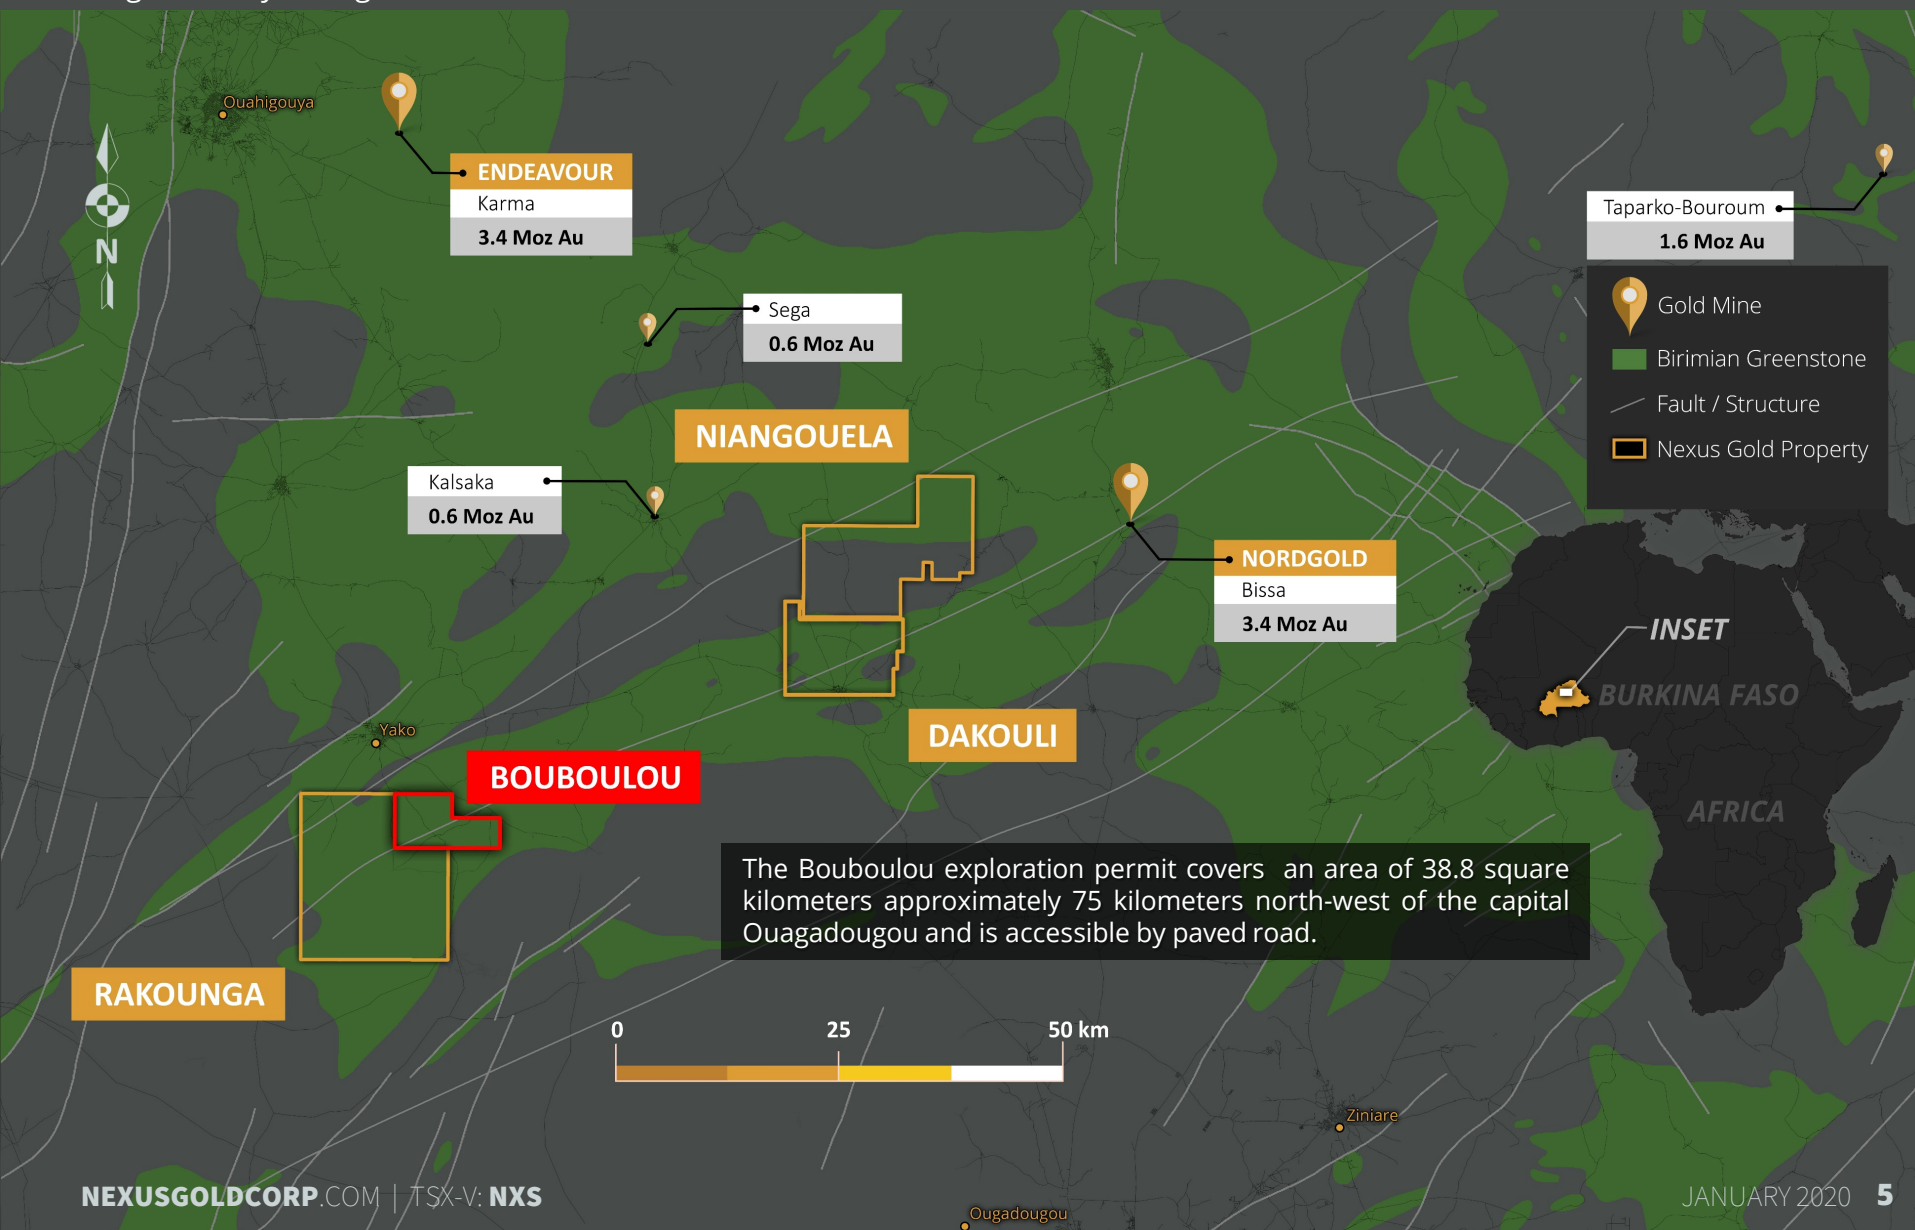 Ouahigouya
N
ENDEAVOUR
Karma
3.4 Moz Au
Taparko-Bouroum
1.6 Moz Au
Gold Mine
Birimian Greenstone
Fault / Structure
Nexus Gold Property
Sega
0.6 Moz Au
NIANGOUELA
Kalsaka
0.6 Moz Au
NORDGOLD
Bissa
3.4 Moz Au
INSET
BURKINA FASO
AFRICA
DAKOULI
Yako
BOUBOULOU
The Bouboulou exploration permit covers an area of 38.8 square
kilometers approximately 75 kilometers north-west of the capital
Ouagadougou and is accessible by paved road.
RAKOUNGA
0 25 50 km
Ziniare
Ougadougou
NEXUSGOLDCORP.COM | TSX-V: NXS
JANUARY 2020 5